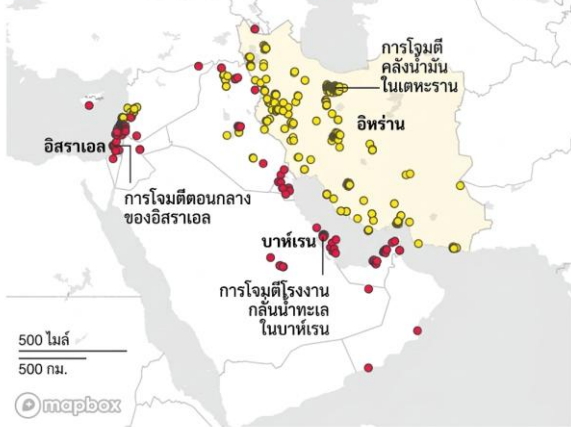 การโจมตี
คลังน้ำมัน
ในเตหะราน
อิหร่าน
อิสราเอล
การโจมตีตอนกลาง
ของอิสราเอล
บาห์เรน
การโจมตีโรงงาน
กลั่นน้ำทะเล
ในบาห์เรน
500 ไมล์
500 กม.
mapbox